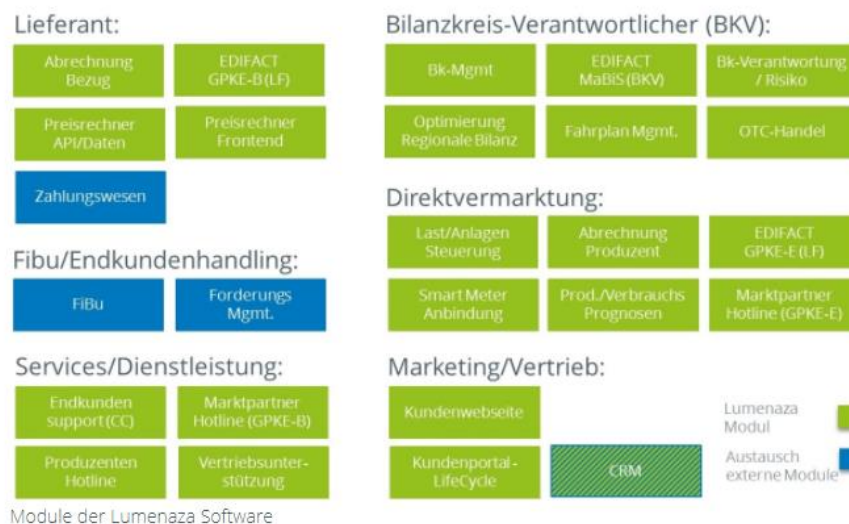 Lieferant:
Abrechnung
Bezug
EDIFACT
GPKE-B (LF)
Preisrechner
API/Daten
Preisrechner
Frontend
Zahlungswesen
Fibu/Endkundenhandling:
FiBu
Forderungs
Mgmt.
Services/Dienstleistung:
Endkunden
support (CC)
Marktpartner
Hotline (GPKE-B)
Produzenten
Hotline
Vertriebsunter-
stützung
Bilanzkreis-Verantwortlicher (BKV):
Bk-Mgmt
EDIFACT
MaBiS (BKV)
Bk-Verantwortung
/ Risiko
Optimierung
Regionale Bilanz
Fahrplan Mgmt.
OTC-Handel
Direktvermarktung:
Last/Anlagen
Steuerung
Abrechnung
Produzent
EDIFACT
GPKE-E (LF)
Smart Meter
Anbindung
Prod./Verbrauchs
Prognosen
Marktpartner
Hotline (GPKE-E)
Marketing/Vertrieb:
Kundenwebseite
Kundenportal -
LifeCycle
CRM
Lumenaza
Modul
Austausch
externe Module
Module der Lumenaza Software